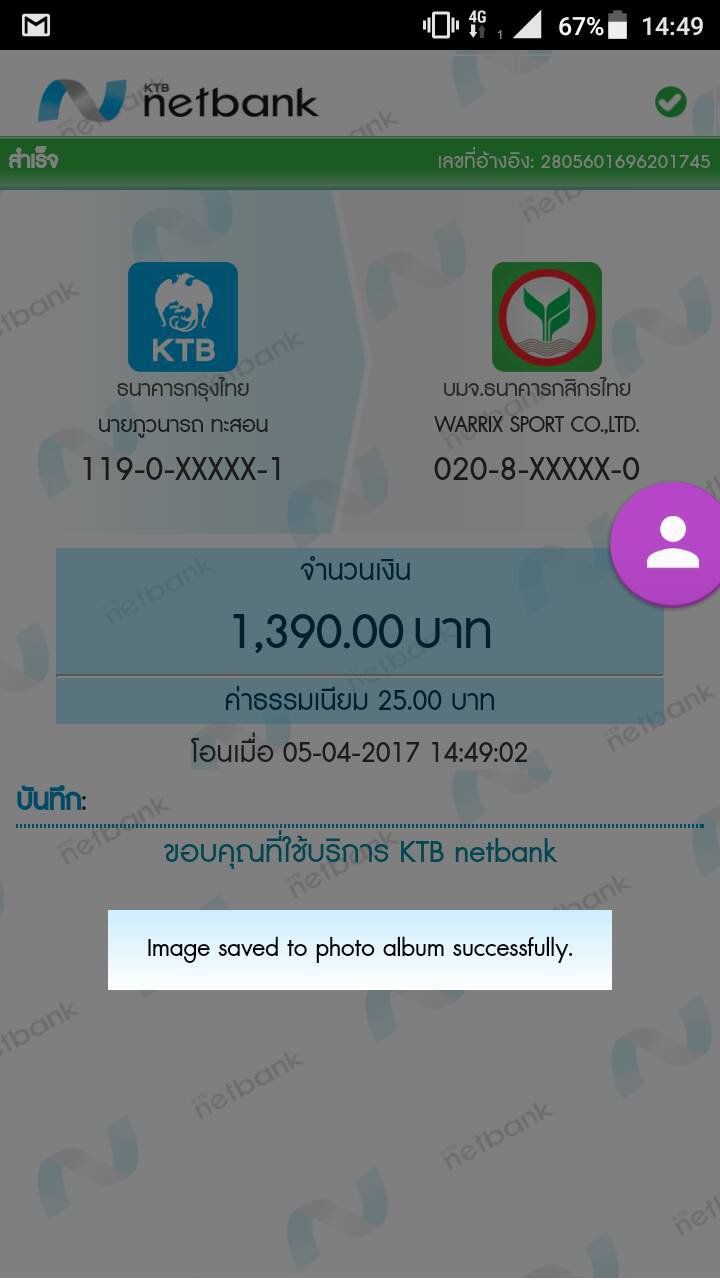 4G
1
67%
14:49
KTB
netbank
สำเร็จ
เลขที่อ้างอิง: 2805601696201745
KTB
ธนาคารกรุงไทย
บมจ.ธนาคารกสิกรไทย
นายภูวนารถ ทะสอน
WARRIX SPORT CO.,LTD.
119-0-XXXXX-1
020-8-XXXXX-0
จำนวนเงิน
1,390.00 บาท
ค่าธรรมเนียม 25.00 บาท
โอนเมื่อ 05-04-2017 14:49:02
บันทึก:
ขอบคุณที่ใช้บริการ KTB netbank
Image saved to photo album successfully.